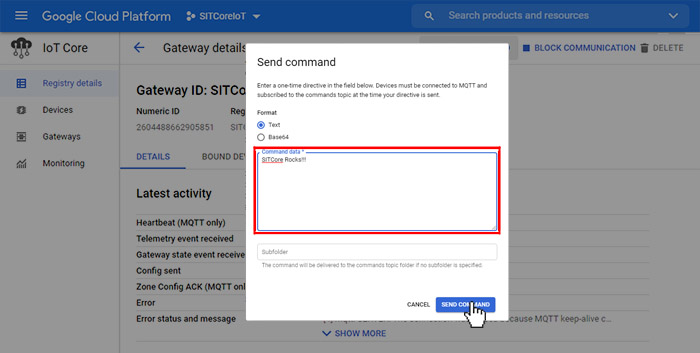 Google Cloud Platform
SITCoreIoT
Search products and resources
IoT Core
Gateway details
BLOCK COMMUNICATION
DELETE
Registry details
Devices
Gateways
Monitoring
Gateway ID: SITCo
Numeric ID
Reg
2604488662905851
SITC
DETAILS
BOUND DEV
Latest activity
Heartbeat (MQTT only)
Telemetry event received
Gateway state event receive
Config sent
Zone Config ACK (MQTT only)
Error
Error status and message
because MQTT keep-alive c...
SHOW MORE
Send command
Enter a one-time directive in the field below. Devices must be connected to MQTT and
subscribed to the commands topic at the time your directive is sent.
Format
Text
Base64
Command data *
SITCore Rocks!!!
Subfolder
The command will be delivered to the commands topic folder if no subfolder is specified.
CANCEL
SEND COMMAND